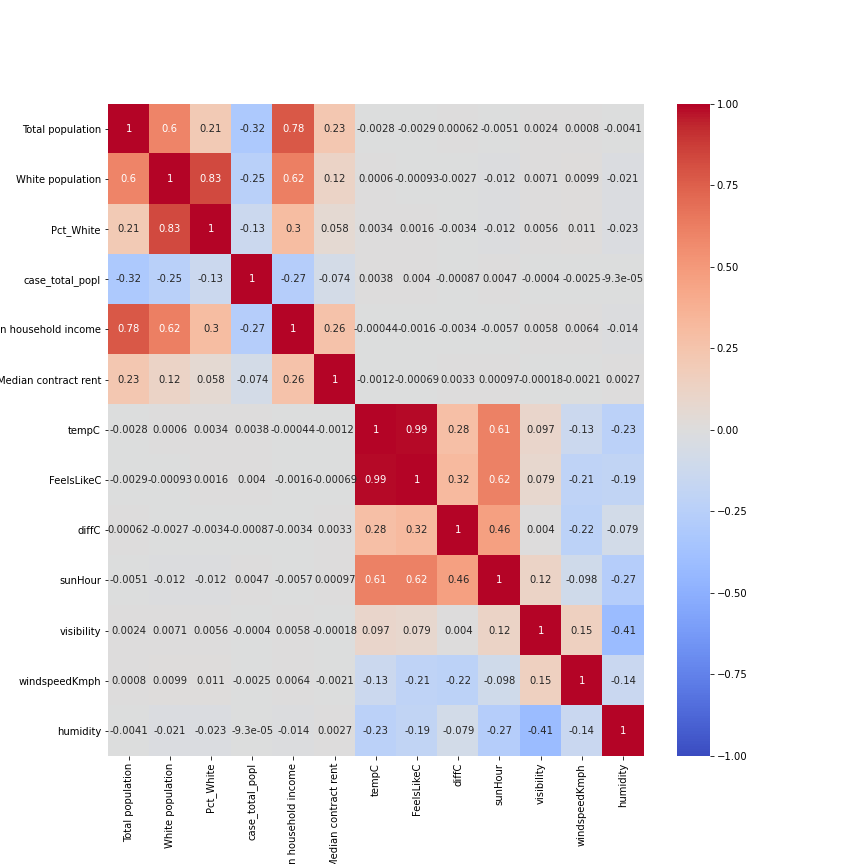 Total population 1 0.6 0.21 -0.32 0.78 0.23 -0.0028 -0.0029 0.00062 -0.0051 0.0024 0.0008 -0.0041
White population 0.6 1 0.83 -0.25 0.62 0.12 0.0006 -0.00093 -0.0027 -0.012 0.0071 0.0099 -0.021
Pct_White 0.21 0.83 1 -0.13 0.3 0.058 0.0034 0.0016 -0.0034 -0.012 0.0056 0.011 -0.023
case_total_popl -0.32 -0.25 -0.13 1 -0.27 -0.074 0.0038 0.004 -0.00087 0.0047 -0.0004 -0.0025 -9.3e-05
n household income 0.78 0.62 0.3 -0.27 1 0.26 -0.00044 -0.0016 -0.0034 -0.0057 0.0058 0.0064 -0.014
Median contract rent 0.23 0.12 0.058 -0.074 0.26 1 -0.0012 -0.00069 0.0033 0.00097 -0.00018 -0.0021 0.0027
tempC -0.0028 0.0006 0.0034 0.0038 -0.00044 -0.0012 1 0.99 0.28 0.61 0.097 -0.13 -0.23
FeelsLikeC -0.0029 -0.00093 0.0016 0.004 -0.0016 -0.00069 0.99 1 0.32 0.62 0.079 -0.21 -0.19
diffC 0.00062 -0.0027 -0.0034 -0.00087 -0.0034 0.0033 0.28 0.32 1 0.46 0.004 -0.22 -0.079
sunHour -0.0051 -0.012 -0.012 0.0047 -0.0057 0.00097 0.61 0.62 0.46 1 0.12 -0.098 -0.27
visibility 0.0024 0.0071 0.0056 -0.0004 0.0058 -0.00018 0.097 0.079 0.004 0.12 1 0.15 -0.41
windspeedKmph 0.0008 0.0099 0.011 -0.0025 0.0064 -0.0021 -0.13 -0.21 -0.22 -0.098 0.15 1 -0.14
humidity -0.0041 -0.021 -0.023 -9.3e-05 -0.014 0.0027 -0.23 -0.19 -0.079 -0.27 -0.41 -0.14 1
Total population
White population
Pct_White
case_total_popl
n household income
Median contract rent
tempC
FeelsLikeC
diffC
sunHour
visibility
windspeedKmph
humidity
1.00
0.75
0.50
0.25
0.00
−0.25
−0.50
−0.75
−1.00